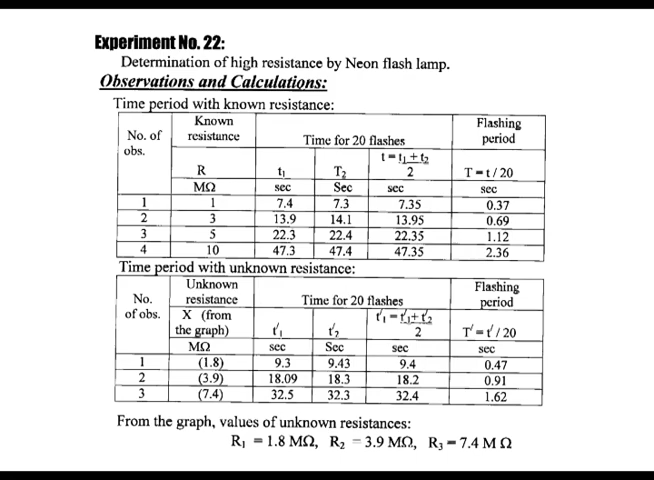 Experiment No. 22:
Determination of high resistance by Neon flash lamp.
Observations and Calculations:
Time period with known resistance:
No. of obs. | Known resistance | Time for 20 flashes | Flashing period
R | t₁ | T₂ | t = t₁ + t₂ / 2 | T = t / 20
MΩ | sec | Sec | sec | sec
1 | 1 | 7.4 | 7.3 | 7.35 | 0.37
2 | 3 | 13.9 | 14.1 | 13.95 | 0.69
3 | 5 | 22.3 | 22.4 | 22.35 | 1.12
4 | 10 | 47.3 | 47.4 | 47.35 | 2.36
Time period with unknown resistance:
No. of obs. | Unknown resistance X (from the graph) | Time for 20 flashes | Flashing period
t′₁ | t′₂ | t′₁ = t′₁ + t′₂ / 2 | T′ = t′ / 20
MΩ | sec | Sec | sec | sec
1 | (1.8) | 9.3 | 9.43 | 9.4 | 0.47
2 | (3.9) | 18.09 | 18.3 | 18.2 | 0.91
3 | (7.4) | 32.5 | 32.3 | 32.4 | 1.62
From the graph, values of unknown resistances:
R₁ = 1.8 MΩ, R₂ = 3.9 MΩ, R₃ = 7.4 M Ω